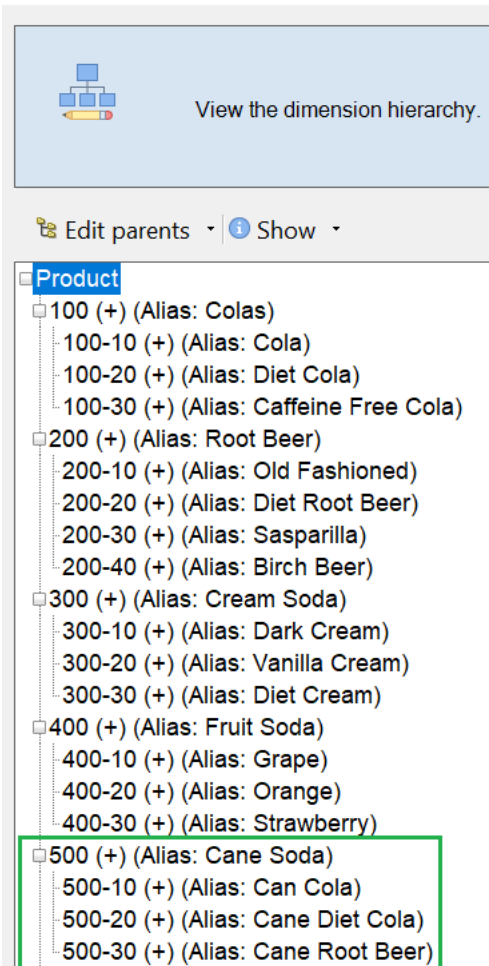 View the dimension hierarchy.
Edit parents
Show
Product
100 (+) (Alias: Colas)
100-10 (+) (Alias: Cola)
100-20 (+) (Alias: Diet Cola)
100-30 (+) (Alias: Caffeine Free Cola)
200 (+) (Alias: Root Beer)
200-10 (+) (Alias: Old Fashioned)
200-20 (+) (Alias: Diet Root Beer)
200-30 (+) (Alias: Sasparilla)
200-40 (+) (Alias: Birch Beer)
300 (+) (Alias: Cream Soda)
300-10 (+) (Alias: Dark Cream)
300-20 (+) (Alias: Vanilla Cream)
300-30 (+) (Alias: Diet Cream)
400 (+) (Alias: Fruit Soda)
400-10 (+) (Alias: Grape)
400-20 (+) (Alias: Orange)
400-30 (+) (Alias: Strawberry)
500 (+) (Alias: Cane Soda)
500-10 (+) (Alias: Can Cola)
500-20 (+) (Alias: Cane Diet Cola)
500-30 (+) (Alias: Cane Root Beer)